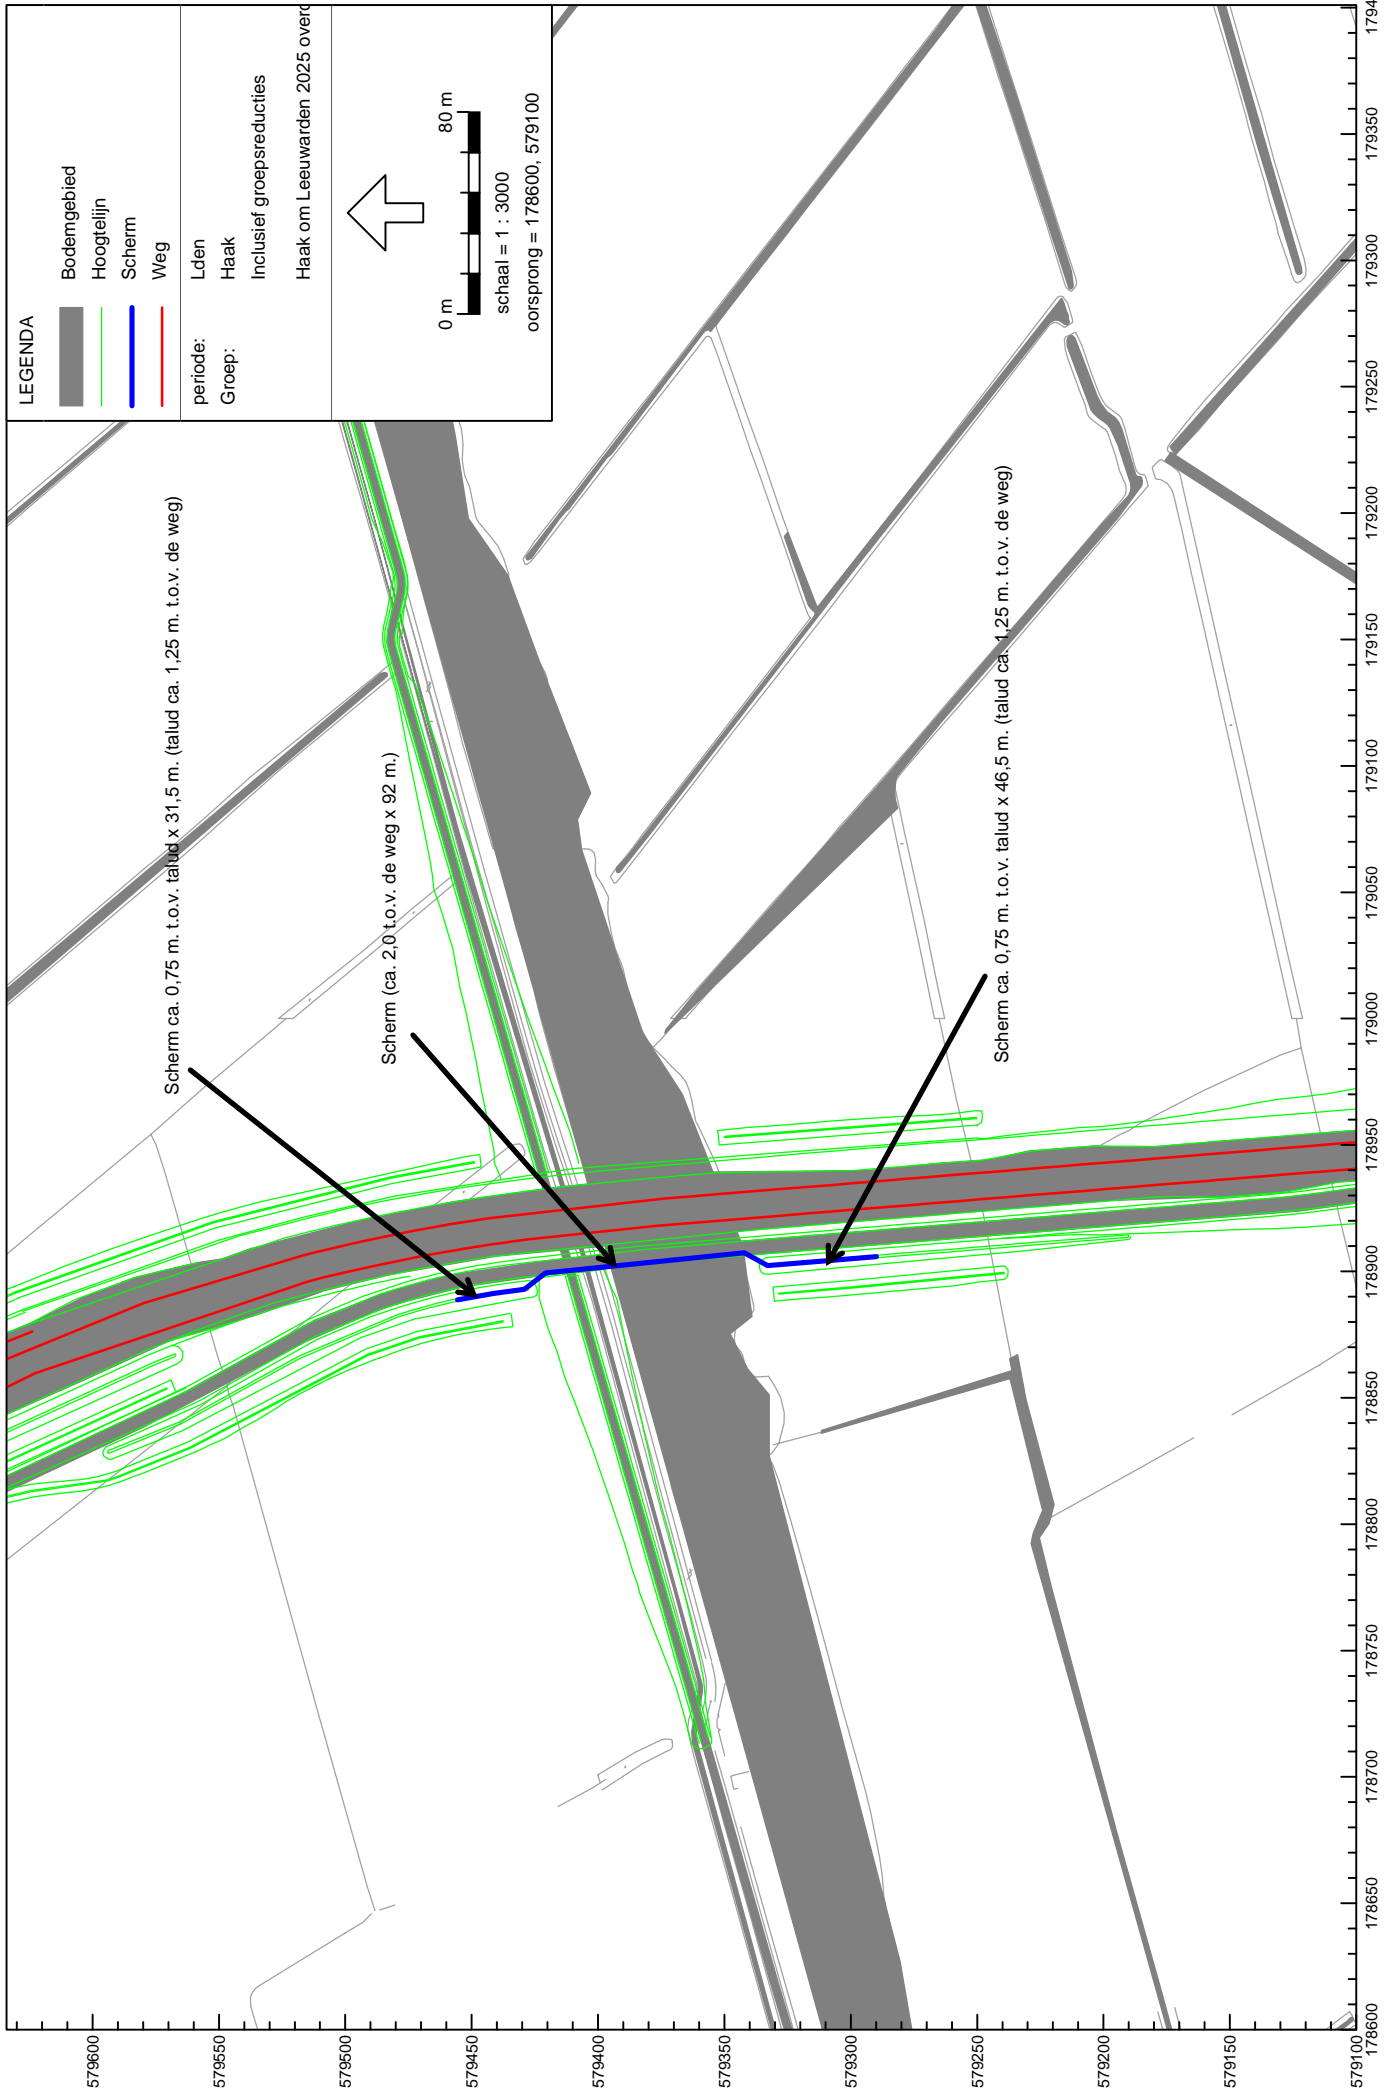 LEGENDA
Bodemgebied
Hoogtelijn
Scherm
Weg
periode: Lden
Groep: Haak
Inclusief groepsreducties
Haak om Leeuwarden 2025 overd
0 m 80 m
schaal = 1 : 3000
oorsprong = 178600, 579100
Scherm ca. 0,75 m. t.o.v. talud x 31,5 m. (talud ca. 1,25 m. t.o.v. de weg)
Scherm (ca. 2,0 t.o.v. de weg x 92 m.)
Scherm ca. 0,75 m. t.o.v. talud x 46,5 m. (talud ca. 1,25 m. t.o.v. de weg)
579600
579550
579500
579450
579400
579350
579300
579250
579200
579150
579100
178600
178650
178700
178750
178800
178850
178900
178950
179000
179050
179100
179150
179200
179250
179300
179350
1794